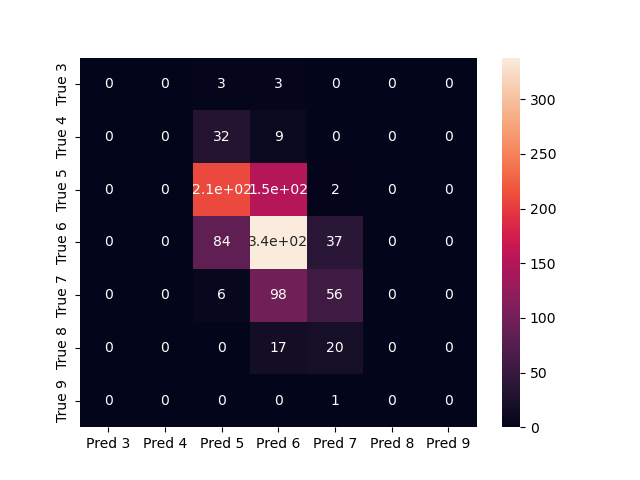 True 3 0 0 3 3 0 0 0
True 4 0 0 32 9 0 0 0
True 5 0 0 2.1e+02 1.5e+02 2 0 0
True 6 0 0 84 3.4e+02 37 0 0
True 7 0 0 6 98 56 0 0
True 8 0 0 0 17 20 0 0
True 9 0 0 0 0 1 0 0
Pred 3 Pred 4 Pred 5 Pred 6 Pred 7 Pred 8 Pred 9
300
250
200
150
100
50
0